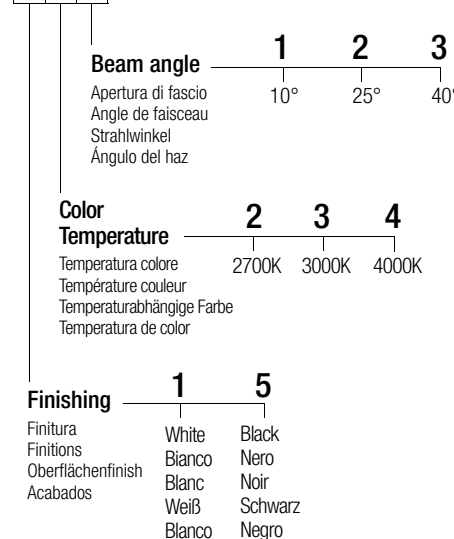 1 2 3
Beam angle
10° 25° 40°
Apertura di fascio
Angle de faisceau
Strahlwinkel
Ángulo del haz
Color
Temperature
2 3 4
2700K 3000K 4000K
Temperatura colore
Température couleur
Temperaturabhängige Farbe
Temperatura de color
Finishing
1 5
Finitura
Finitions
Oberflächenfinish
Acabados
White Black
Bianco Nero
Blanc Noir
Weiß Schwarz
Blanco Negro